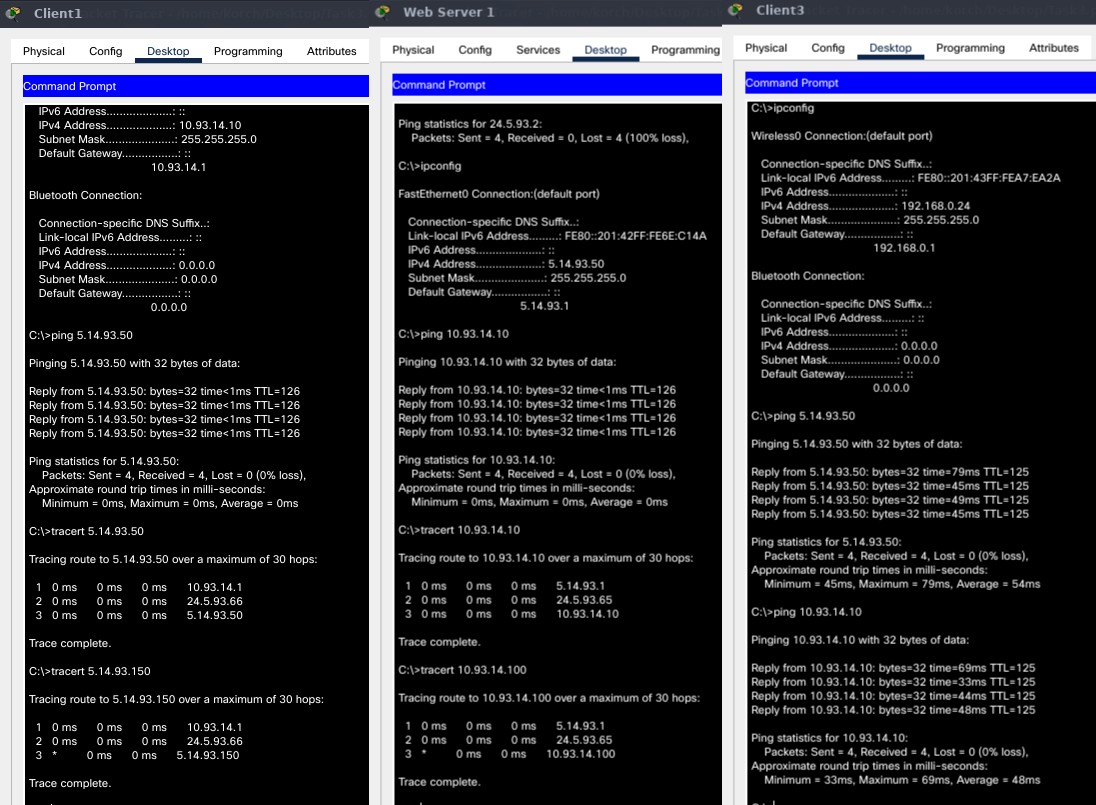 Client1
Physical Config Desktop Programming Attributes
Command Prompt
IPv6 Address....................: ::
IPv4 Address....................: 10.93.14.10
Subnet Mask.....................: 255.255.255.0
Default Gateway.................: ::
10.93.14.1
Bluetooth Connection:
Connection-specific DNS Suffix..:
Link-local IPv6 Address.........: ::
IPv6 Address....................: ::
IPv4 Address....................: 0.0.0.0
Subnet Mask.....................: 0.0.0.0
Default Gateway.................: ::
0.0.0.0
C:\>ping 5.14.93.50
Pinging 5.14.93.50 with 32 bytes of data:
Reply from 5.14.93.50: bytes=32 time<1ms TTL=126
Reply from 5.14.93.50: bytes=32 time<1ms TTL=126
Reply from 5.14.93.50: bytes=32 time<1ms TTL=126
Reply from 5.14.93.50: bytes=32 time<1ms TTL=126
Ping statistics for 5.14.93.50:
Packets: Sent = 4, Received = 4, Lost = 0 (0% loss),
Approximate round trip times in milli-seconds:
Minimum = 0ms, Maximum = 0ms, Average = 0ms
C:\>tracert 5.14.93.50
Tracing route to 5.14.93.50 over a maximum of 30 hops:
1 0 ms 0 ms 0 ms 10.93.14.1
2 0 ms 0 ms 0 ms 24.5.93.66
3 0 ms 0 ms 0 ms 5.14.93.50
Trace complete.
C:\>tracert 5.14.93.150
Tracing route to 5.14.93.150 over a maximum of 30 hops:
1 0 ms 0 ms 0 ms 10.93.14.1
2 0 ms 0 ms 0 ms 24.5.93.66
3 * 0 ms 0 ms 5.14.93.150
Trace complete.
Web Server 1
Physical Config Services Desktop Programming
Command Prompt
Ping statistics for 24.5.93.2:
Packets: Sent = 4, Received = 0, Lost = 4 (100% loss),
C:\>ipconfig
FastEthernet0 Connection:(default port)
Connection-specific DNS Suffix..:
Link-local IPv6 Address.........: FE80::201:42FF:FE6E:C14A
IPv6 Address....................: ::
IPv4 Address....................: 5.14.93.50
Subnet Mask.....................: 255.255.255.0
Default Gateway.................: ::
5.14.93.1
C:\>ping 10.93.14.10
Pinging 10.93.14.10 with 32 bytes of data:
Reply from 10.93.14.10: bytes=32 time<1ms TTL=126
Reply from 10.93.14.10: bytes=32 time<1ms TTL=126
Reply from 10.93.14.10: bytes=32 time<1ms TTL=126
Reply from 10.93.14.10: bytes=32 time<1ms TTL=126
Ping statistics for 10.93.14.10:
Packets: Sent = 4, Received = 4, Lost = 0 (0% loss),
Approximate round trip times in milli-seconds:
Minimum = 0ms, Maximum = 0ms, Average = 0ms
C:\>tracert 10.93.14.10
Tracing route to 10.93.14.10 over a maximum of 30 hops:
1 0 ms 0 ms 0 ms 5.14.93.1
2 0 ms 0 ms 0 ms 24.5.93.65
3 0 ms 0 ms 0 ms 10.93.14.10
Trace complete.
C:\>tracert 10.93.14.100
Tracing route to 10.93.14.100 over a maximum of 30 hops:
1 0 ms 0 ms 0 ms 5.14.93.1
2 0 ms 0 ms 0 ms 24.5.93.65
3 * 0 ms 0 ms 10.93.14.100
Trace complete.
Client3
Physical Config Desktop Programming Attributes
Command Prompt
C:\>ipconfig
Wireless0 Connection:(default port)
Connection-specific DNS Suffix..:
Link-local IPv6 Address.........: FE80::201:43FF:FEA7:EA2A
IPv6 Address....................: ::
IPv4 Address....................: 192.168.0.24
Subnet Mask.....................: 255.255.255.0
Default Gateway.................: ::
192.168.0.1
Bluetooth Connection:
Connection-specific DNS Suffix..:
Link-local IPv6 Address.........: ::
IPv6 Address....................: ::
IPv4 Address....................: 0.0.0.0
Subnet Mask.....................: 0.0.0.0
Default Gateway.................: ::
0.0.0.0
C:\>ping 5.14.93.50
Pinging 5.14.93.50 with 32 bytes of data:
Reply from 5.14.93.50: bytes=32 time=79ms TTL=125
Reply from 5.14.93.50: bytes=32 time=45ms TTL=125
Reply from 5.14.93.50: bytes=32 time=49ms TTL=125
Reply from 5.14.93.50: bytes=32 time=45ms TTL=125
Ping statistics for 5.14.93.50:
Packets: Sent = 4, Received = 4, Lost = 0 (0% loss),
Approximate round trip times in milli-seconds:
Minimum = 45ms, Maximum = 79ms, Average = 54ms
C:\>ping 10.93.14.10
Pinging 10.93.14.10 with 32 bytes of data:
Reply from 10.93.14.10: bytes=32 time=69ms TTL=125
Reply from 10.93.14.10: bytes=32 time=33ms TTL=125
Reply from 10.93.14.10: bytes=32 time=44ms TTL=125
Reply from 10.93.14.10: bytes=32 time=48ms TTL=125
Ping statistics for 10.93.14.10:
Packets: Sent = 4, Received = 4, Lost = 0 (0% loss),
Approximate round trip times in milli-seconds:
Minimum = 33ms, Maximum = 69ms, Average = 48ms